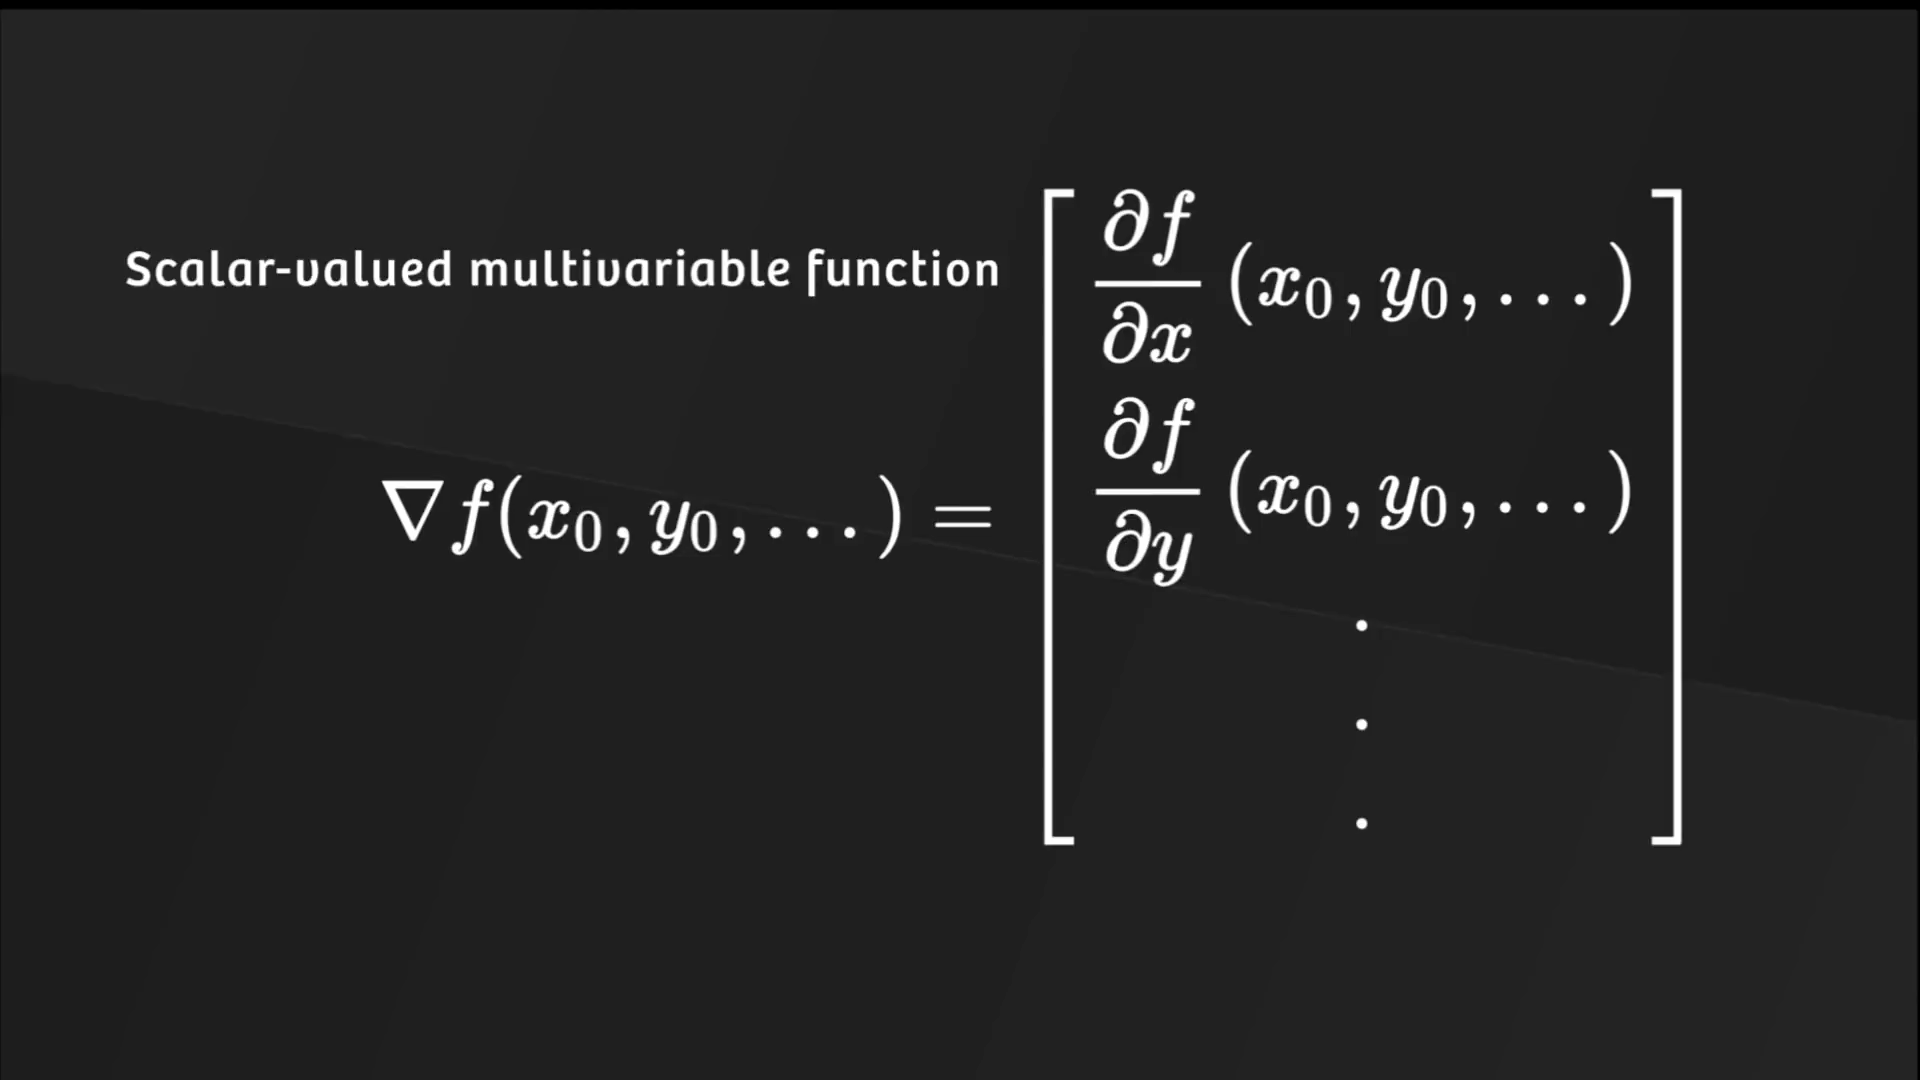 Scalar-valued multivariable function
∇f(x₀, y₀, ...) =
∂f/∂x (x₀, y₀, ...)
∂f/∂y (x₀, y₀, ...)
.
.
.